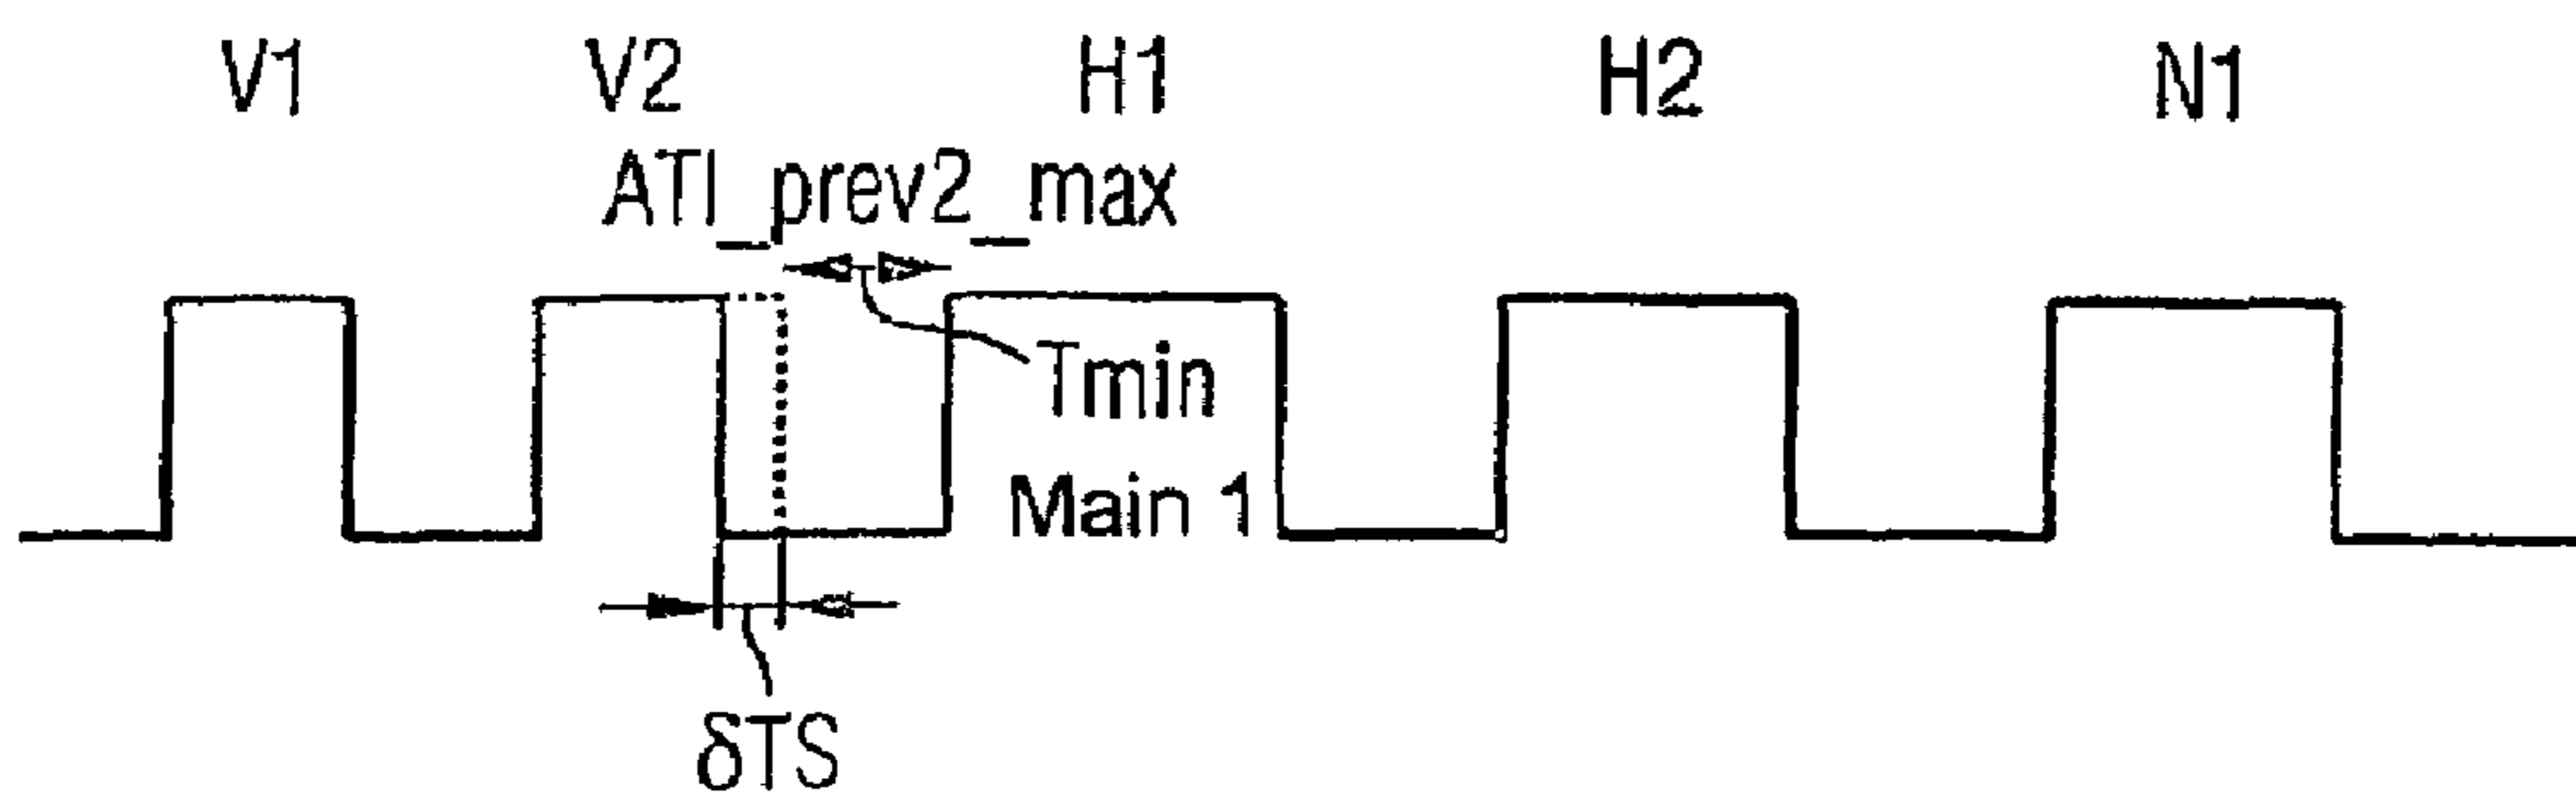 V1 V2 H1 H2 N1
ATI_prev2_max
Tmin
Main 1
δTS